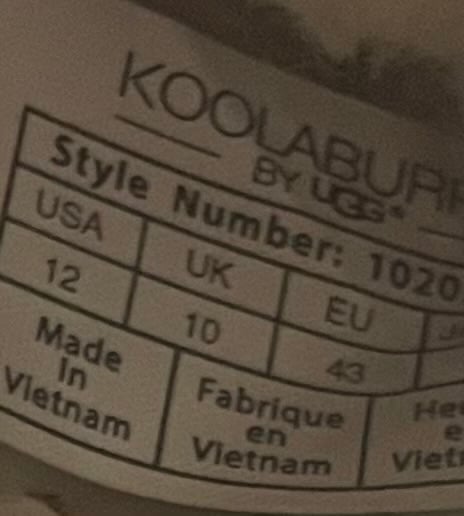 KOOLABURR
BY UGG®
Style Number: 1020
USA UK EU
12 10 43
Made Fabrique
In en
Vietnam Vietnam